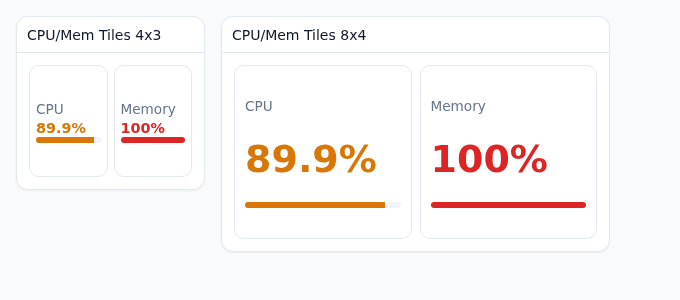 CPU/Mem Tiles 4x3
CPU
89.9%
Memory
100%
CPU/Mem Tiles 8x4
CPU
89.9%
Memory
100%